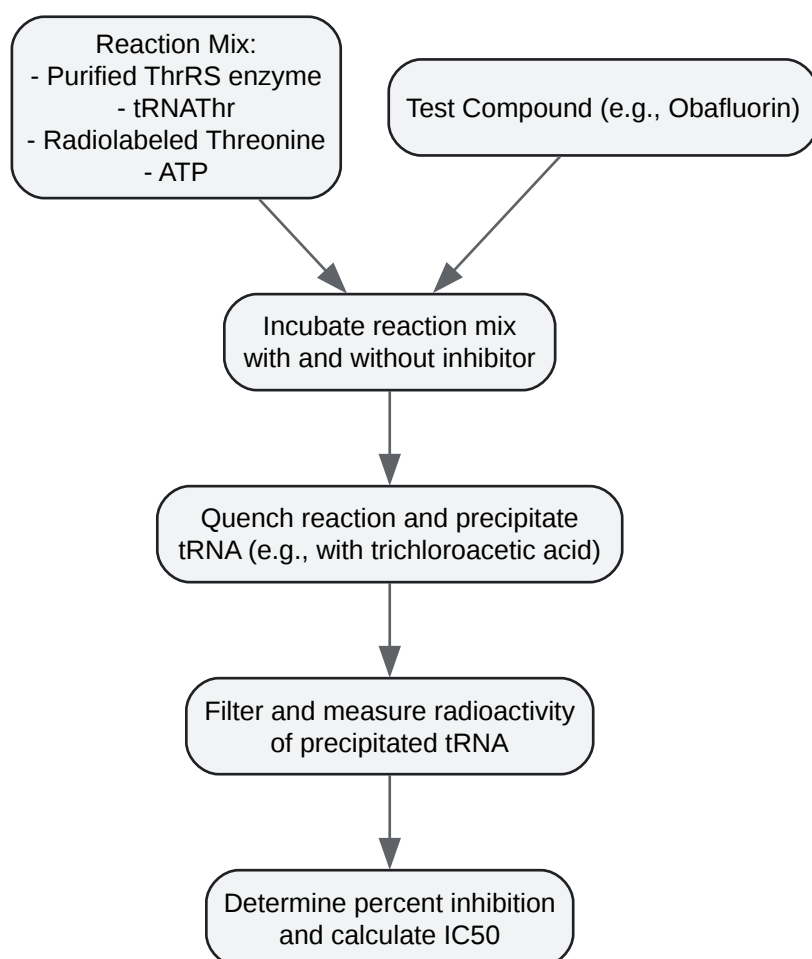 Reaction Mix:
- Purified ThrRS enzyme
- tRNAThr
- Radiolabeled Threonine
- ATP
Test Compound (e.g., Obafluorin)
Incubate reaction mix
with and without inhibitor
Quench reaction and precipitate
tRNA (e.g., with trichloroacetic acid)
Filter and measure radioactivity
of precipitated tRNA
Determine percent inhibition
and calculate IC50